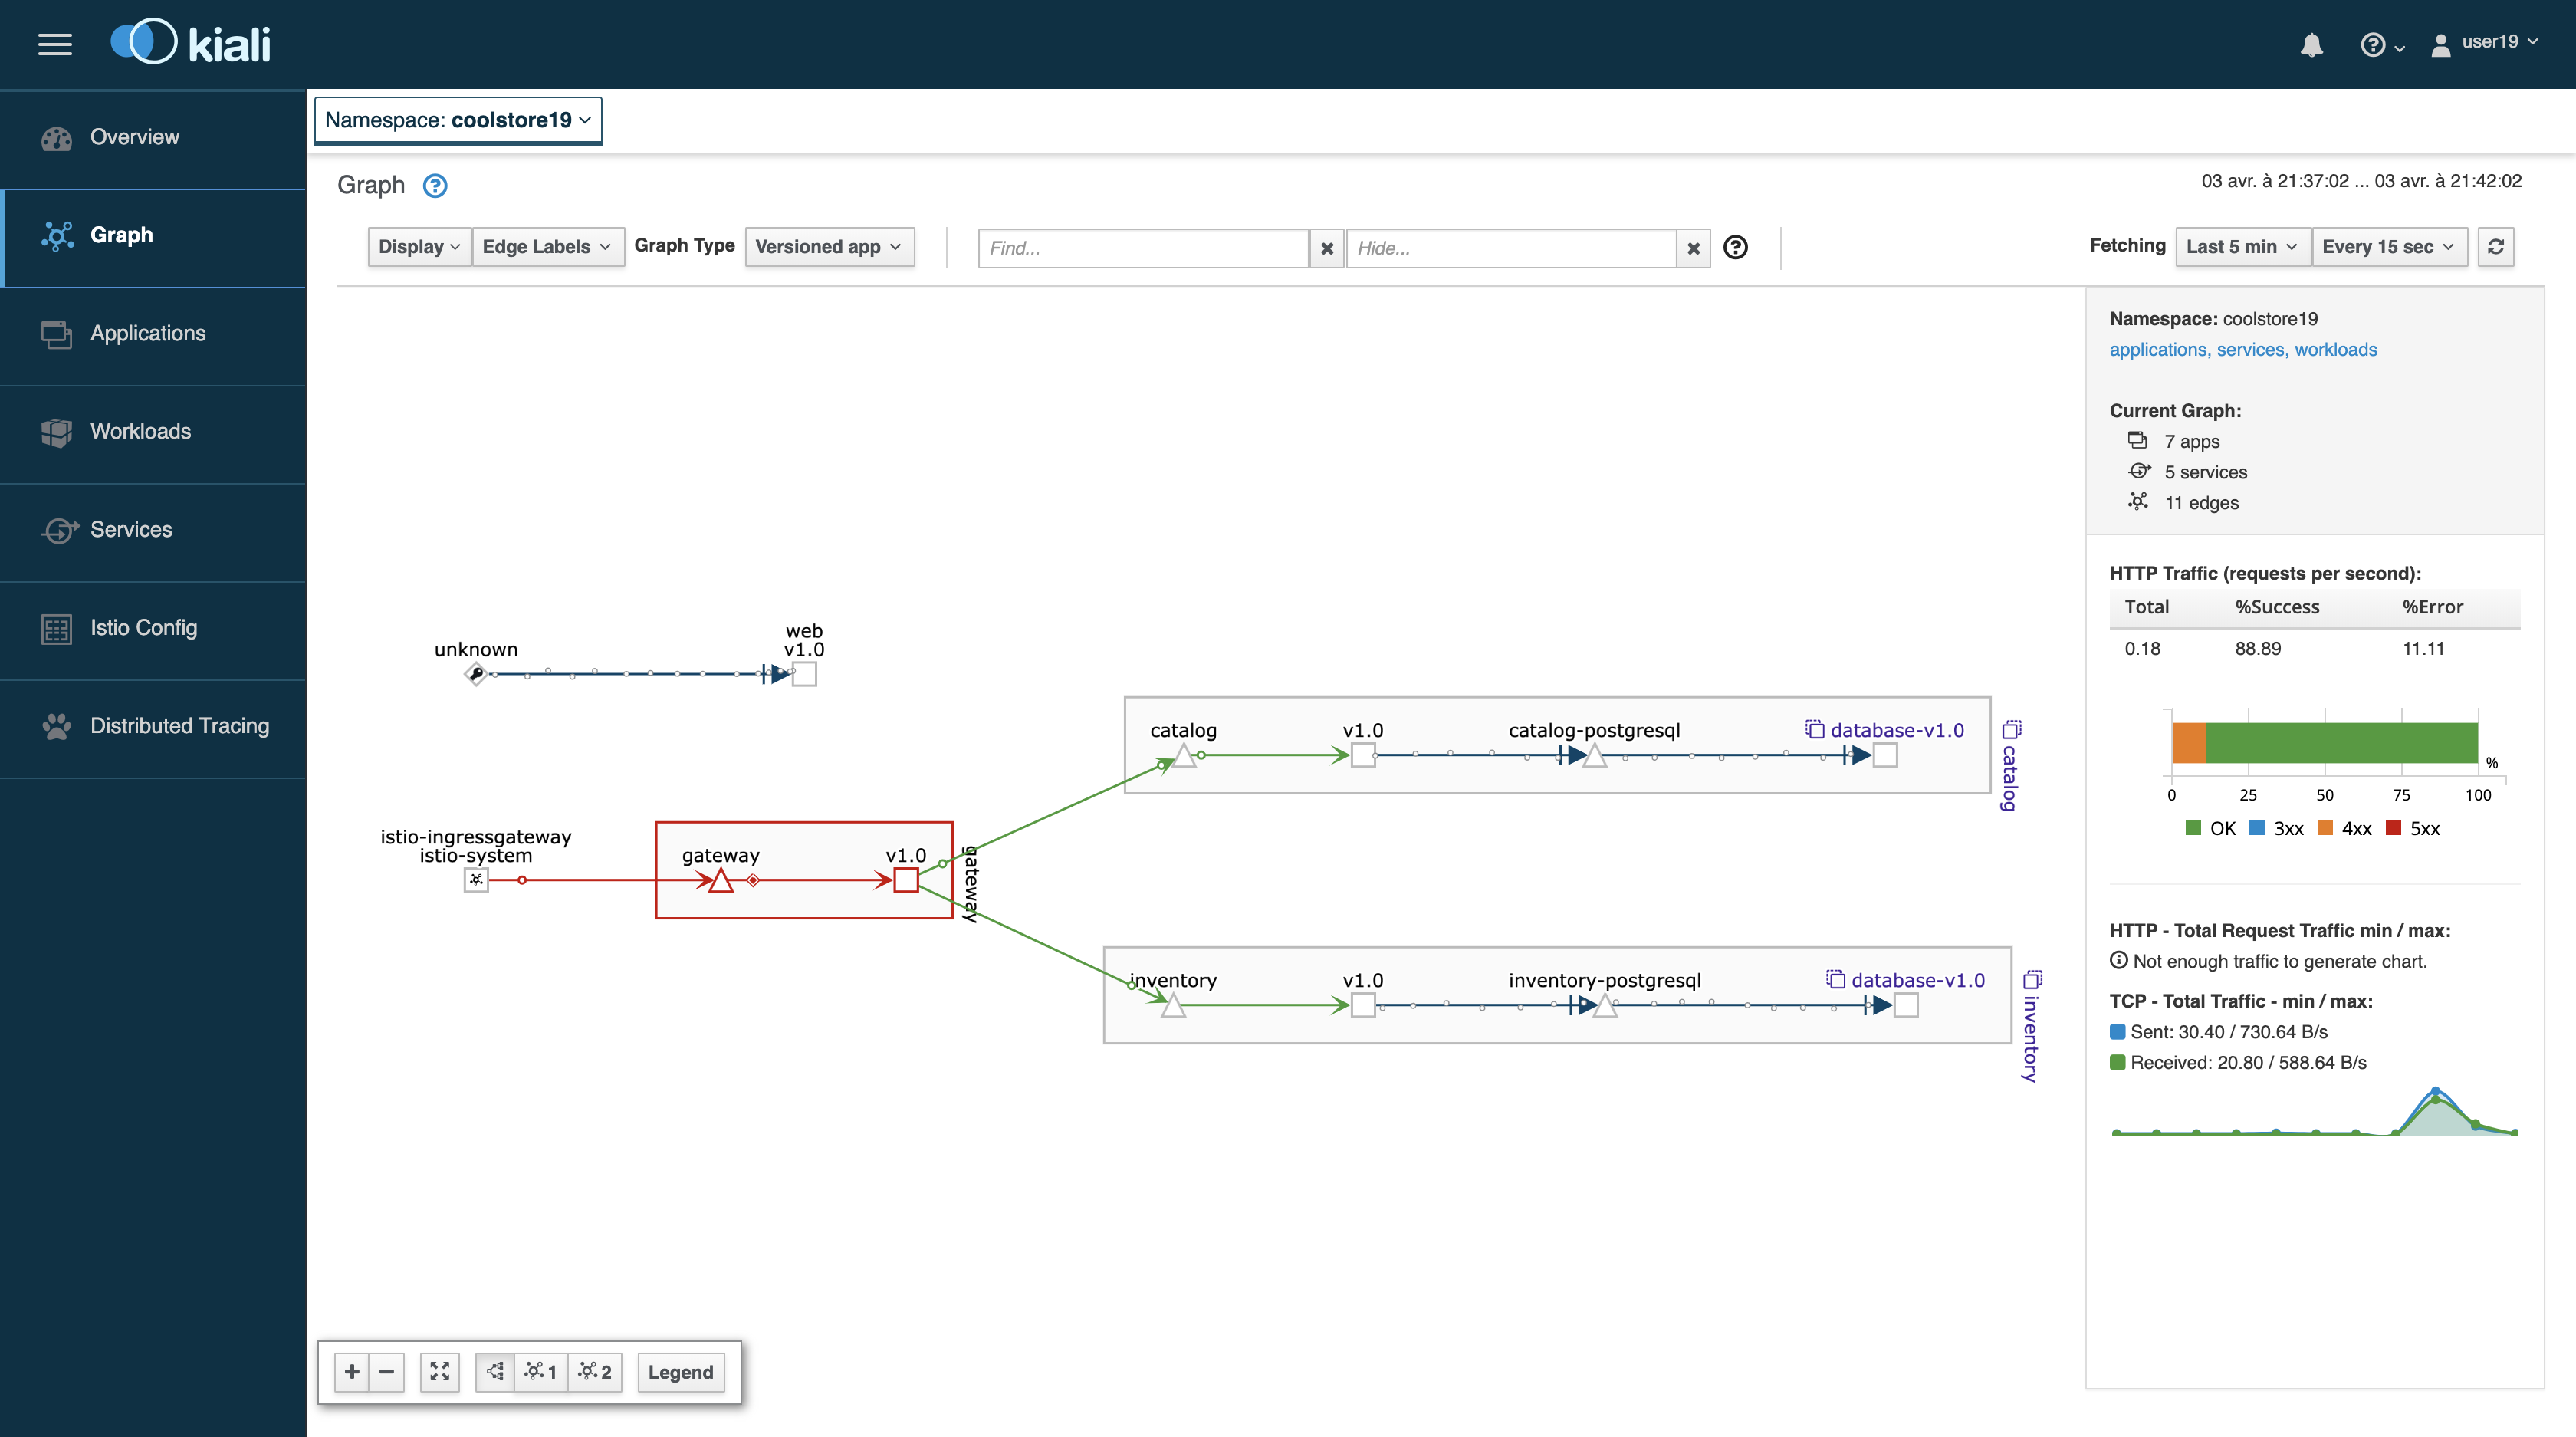 kiali
user19
Namespace: coolstore19
Overview
Graph
Applications
Workloads
Services
Istio Config
Distributed Tracing
Graph
03 avr. à 21:37:02 ... 03 avr. à 21:42:02
Display
Edge Labels
Graph Type
Versioned app
Find...
Hide...
Fetching
Last 5 min
Every 15 sec
unknown
web
v1.0
catalog
v1.0
catalog-postgresql
database-v1.0
catalog
istio-ingressgateway
istio-system
gateway
v1.0
gateway
inventory
v1.0
inventory-postgresql
database-v1.0
inventory
1
2
Legend
Namespace: coolstore19
applications, services, workloads
Current Graph:
7 apps
5 services
11 edges
HTTP Traffic (requests per second):
Total %Success %Error
0.18 88.89 11.11
%
0 25 50 75 100
OK 3xx 4xx 5xx
HTTP - Total Request Traffic min / max:
Not enough traffic to generate chart.
TCP - Total Traffic - min / max:
Sent: 30.40 / 730.64 B/s
Received: 20.80 / 588.64 B/s